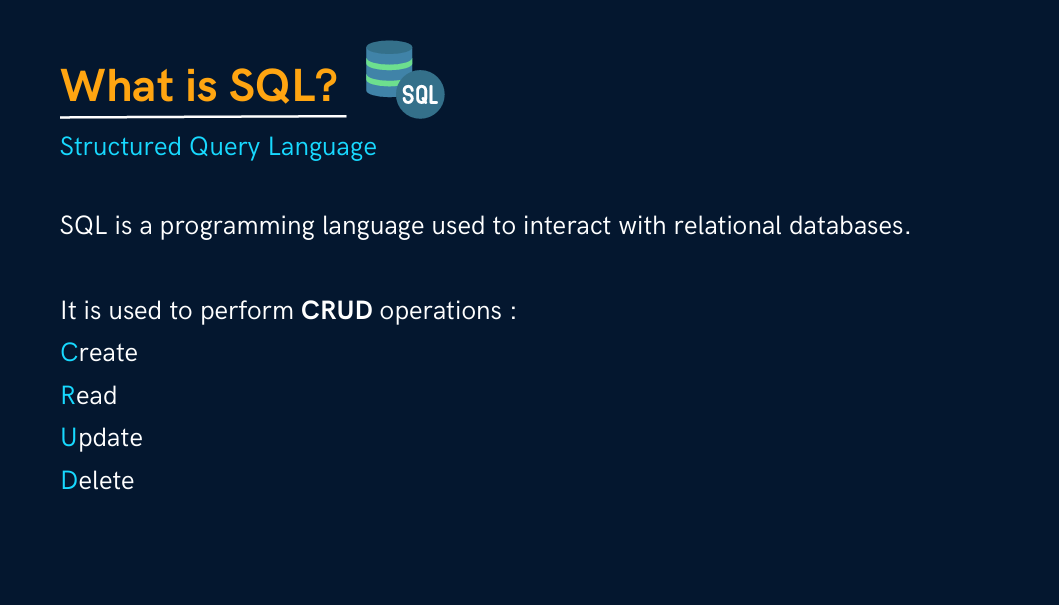 What is SQL?
SQL
Structured Query Language
SQL is a programming language used to interact with relational databases.
It is used to perform CRUD operations :
Create
Read
Update
Delete